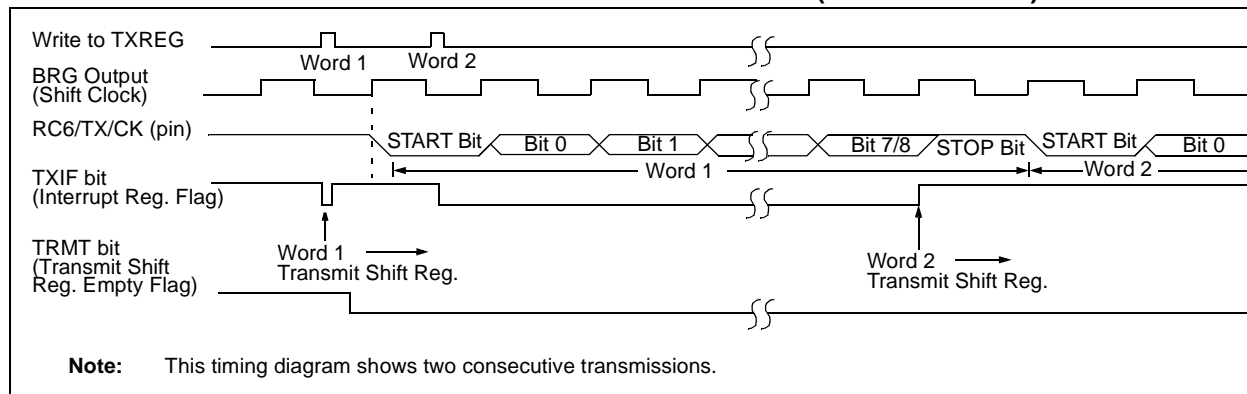 Write to TXREG
Word 1
Word 2
BRG Output
(Shift Clock)
RC6/TX/CK (pin)
START Bit
Bit 0
Bit 1
Bit 7/8
STOP Bit
START Bit
Bit 0
Word 1
Word 2
TXIF bit
(Interrupt Reg. Flag)
TRMT bit
(Transmit Shift
Reg. Empty Flag)
Word 1
Transmit Shift Reg.
Word 2
Transmit Shift Reg.
Note: This timing diagram shows two consecutive transmissions.